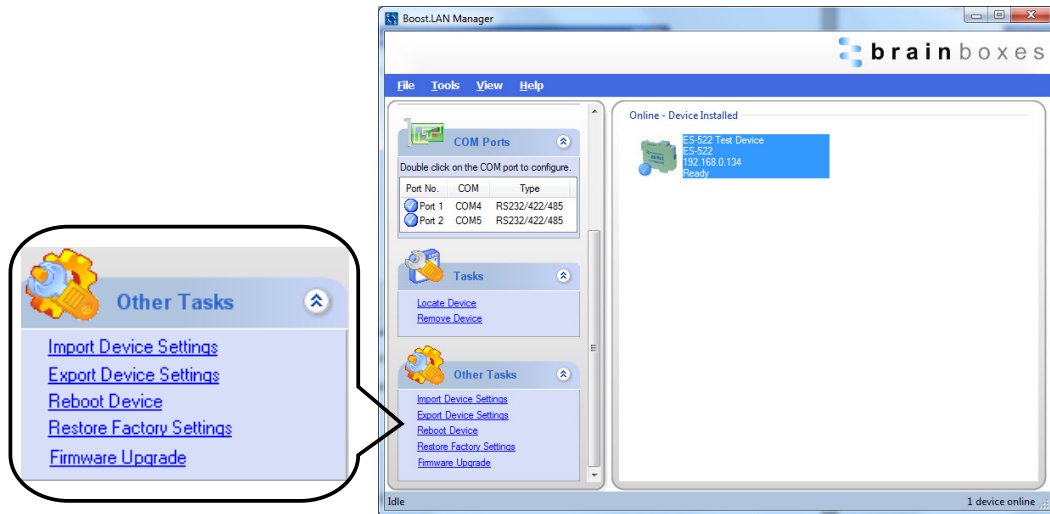 Boost.LAN Manager
brainboxes
File Tools View Help
COM Ports
Double click on the COM port to configure.
Port No. COM Type
Port 1 COM4 RS232/422/485
Port 2 COM5 RS232/422/485
Tasks
Locate Device
Remove Device
Other Tasks
Import Device Settings
Export Device Settings
Reboot Device
Restore Factory Settings
Firmware Upgrade
Online - Device Installed
ES-522 Test Device
ES-522
192.168.0.134
Ready
Idle
1 device online
Other Tasks
Import Device Settings
Export Device Settings
Reboot Device
Restore Factory Settings
Firmware Upgrade